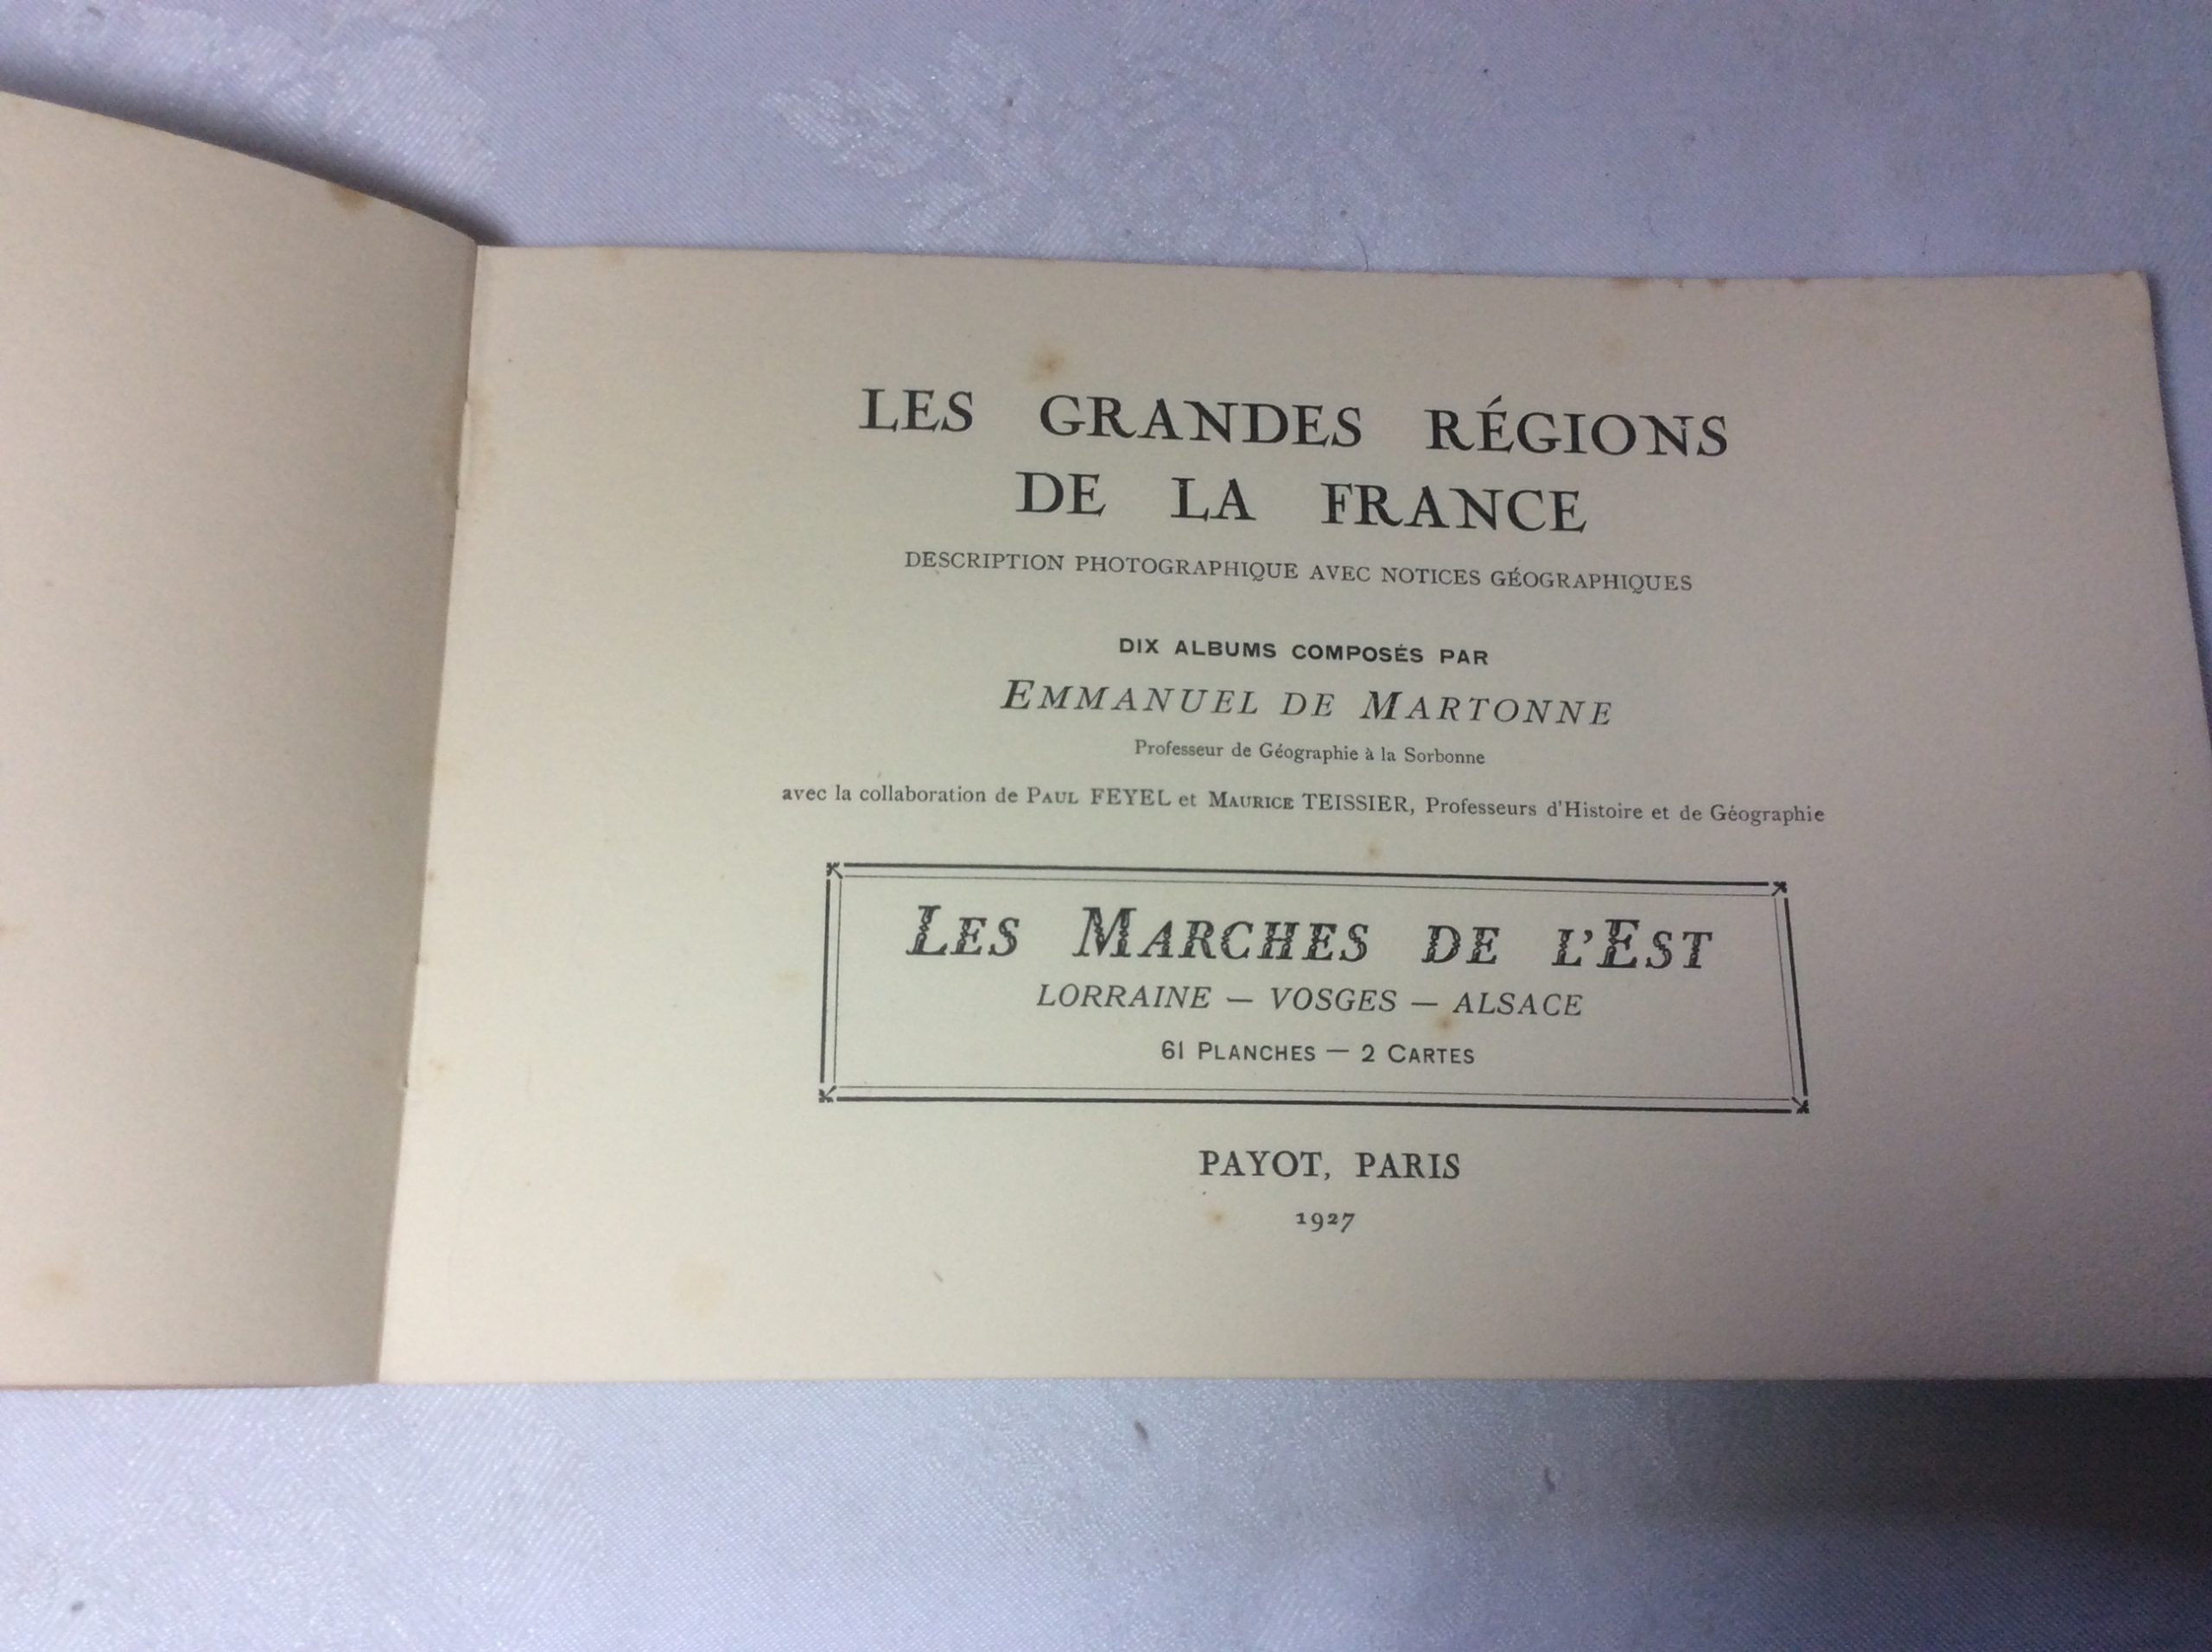 LES GRANDES RÉGIONS
DE LA FRANCE
DESCRIPTION PHOTOGRAPHIQUE AVEC NOTICES GÉOGRAPHIQUES
DIX ALBUMS COMPOSÉS PAR
EMMANUEL DE MARTONNE
Professeur de Géographie à la Sorbonne
avec la collaboration de PAUL FEYEL et MAURICE TEISSIER, Professeurs d'Histoire et de Géographie
LES MARCHES DE L'EST
LORRAINE — VOSGES — ALSACE
61 PLANCHES — 2 CARTES
PAYOT, PARIS
1927